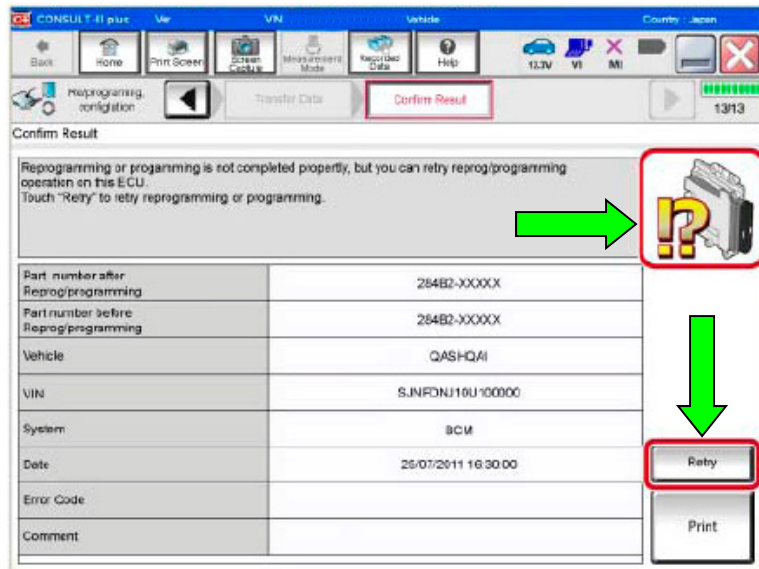 CONSULT-III plus Ver VIN Vehicle Country : Japan
Back
Home
Print Screen
Screen
Capture
Measurement
Mode
Recorded
Data
Help
12.3V VI MI
Reprograming,
configlation
Transfer Data
Confirm Result
13/13
Confirm Result
Reprogramming or progamming is not completed propertly, but you can retry reprog/programming
operation on this ECU.
Touch "Retry" to retry reprogramming or programming.
!?
Part number after
Reprog/programming
284B2-XXXXX
Part number before
Reprog/programming
284B2-XXXXX
Vehicle
QASHQAI
VIN
SJNFDNJ10U100000
System
BCM
Date
26/07/2011 16:30:00
Retry
Error Code
Comment
Print